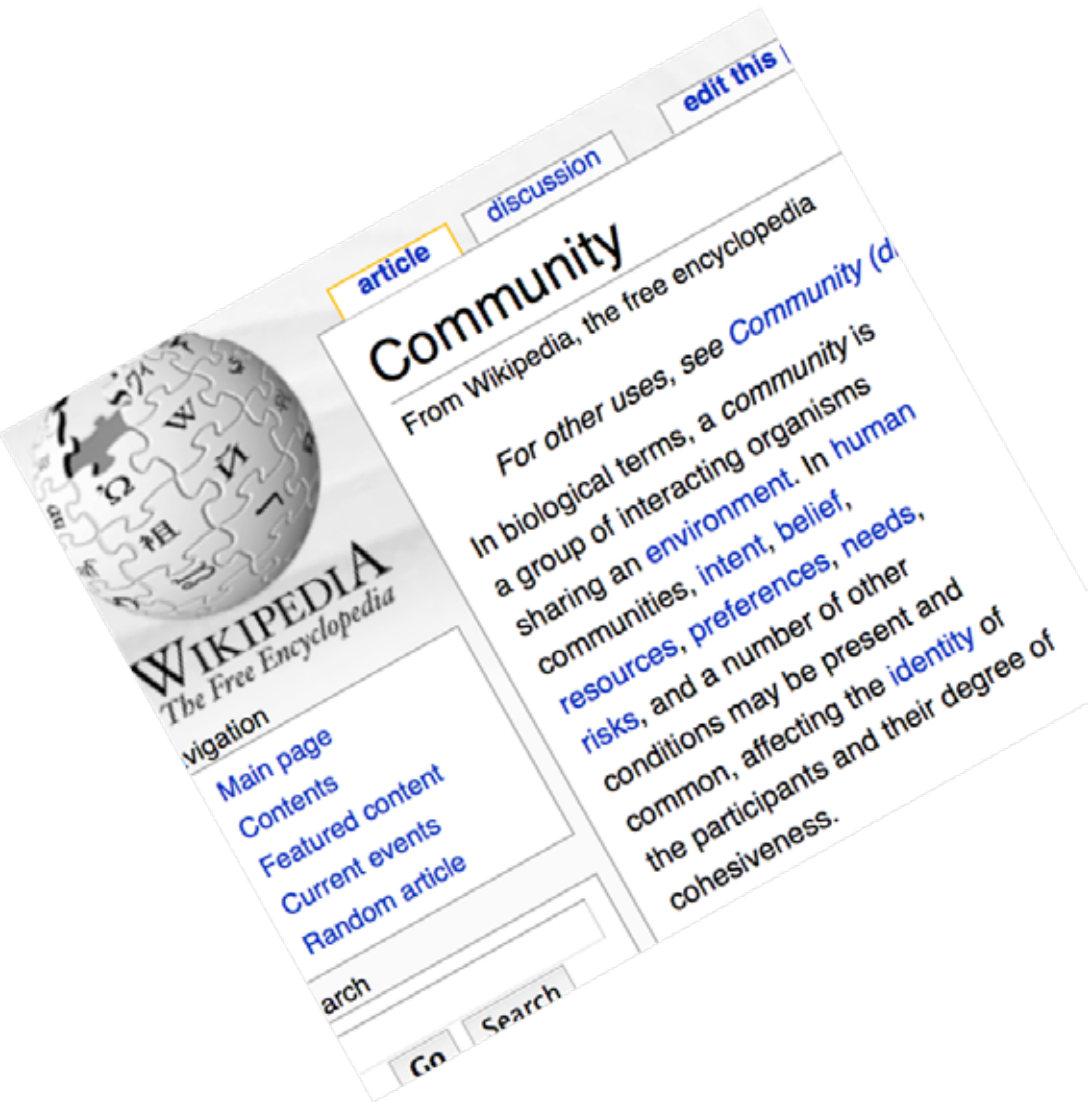 edit this
discussion
article
Community
From Wikipedia, the free encyclopedia
For other uses, see Community (d
In biological terms, a community is
a group of interacting organisms
sharing an environment. In human
communities, intent, belief,
resources, preferences, needs,
risks, and a number of other
conditions may be present and
common, affecting the identity of
the participants and their degree of
cohesiveness.
Ω
W
И
祖
WIKIPEDIA
The Free Encyclopedia
vigation
Main page
Contents
Featured content
Current events
Random article
arch
Go
Search